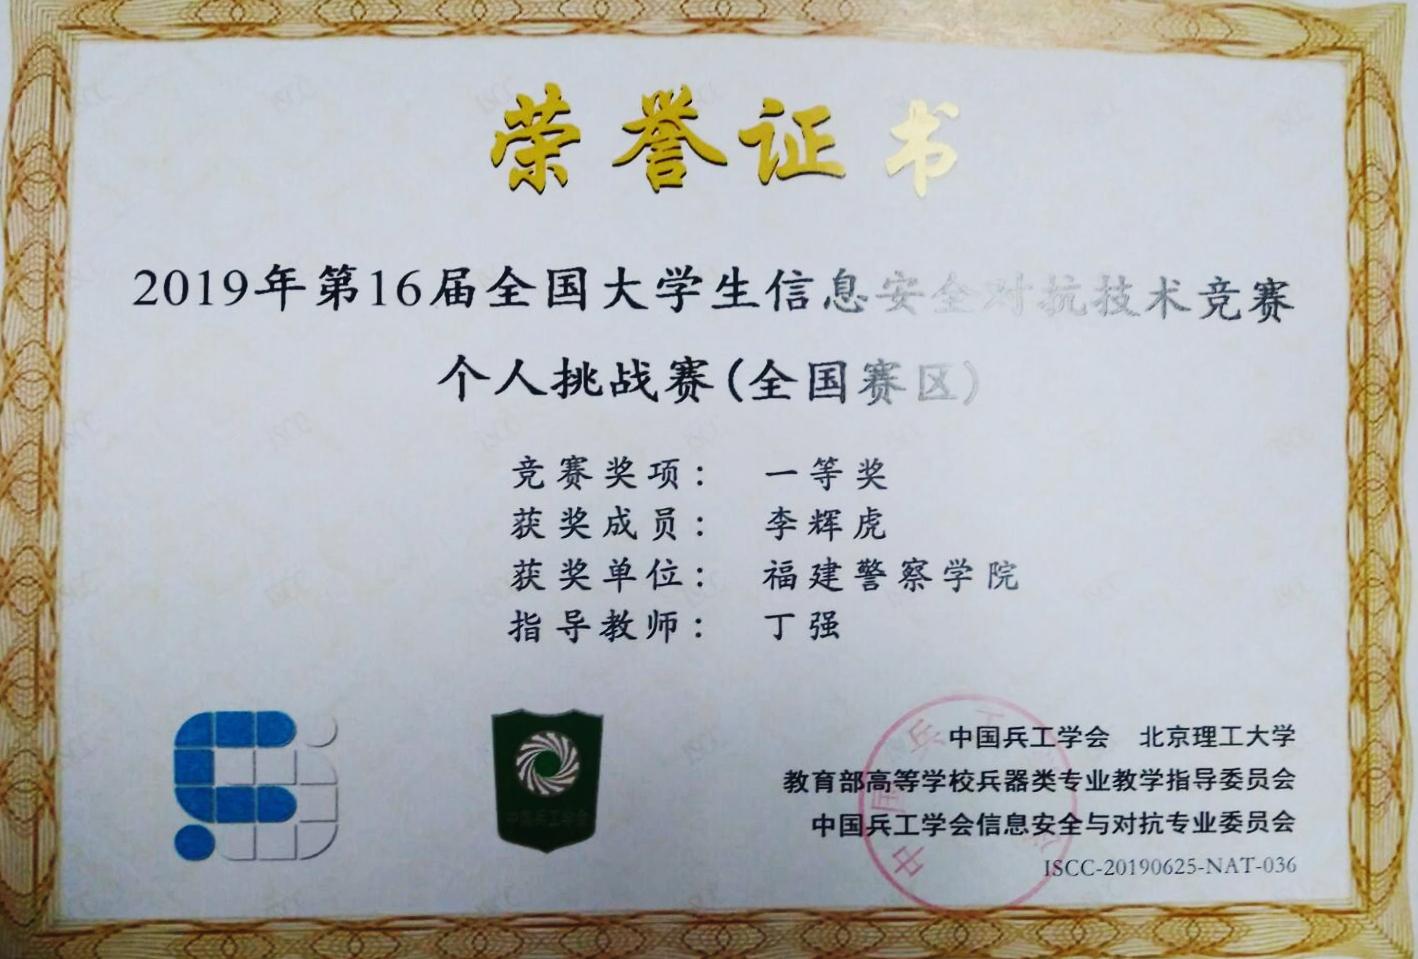 荣誉证书
2019年第16届全国大学生信息安全对抗技术竞赛
个人挑战赛(全国赛区)
竞赛奖项: 一等奖
获奖成员: 李辉虎
获奖单位: 福建警察学院
指导教师: 丁强
中国兵工学会
中国兵工学会 北京理工大学
教育部高等学校兵器类专业教学指导委员会
中国兵工学会信息安全与对抗专业委员会
ISCC-20190625-NAT-036